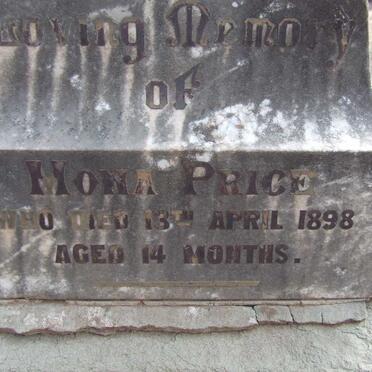 Loving Memory
of
Mona Price
WHO DIED 13TH APRIL 1898
AGED 14 MONTHS.